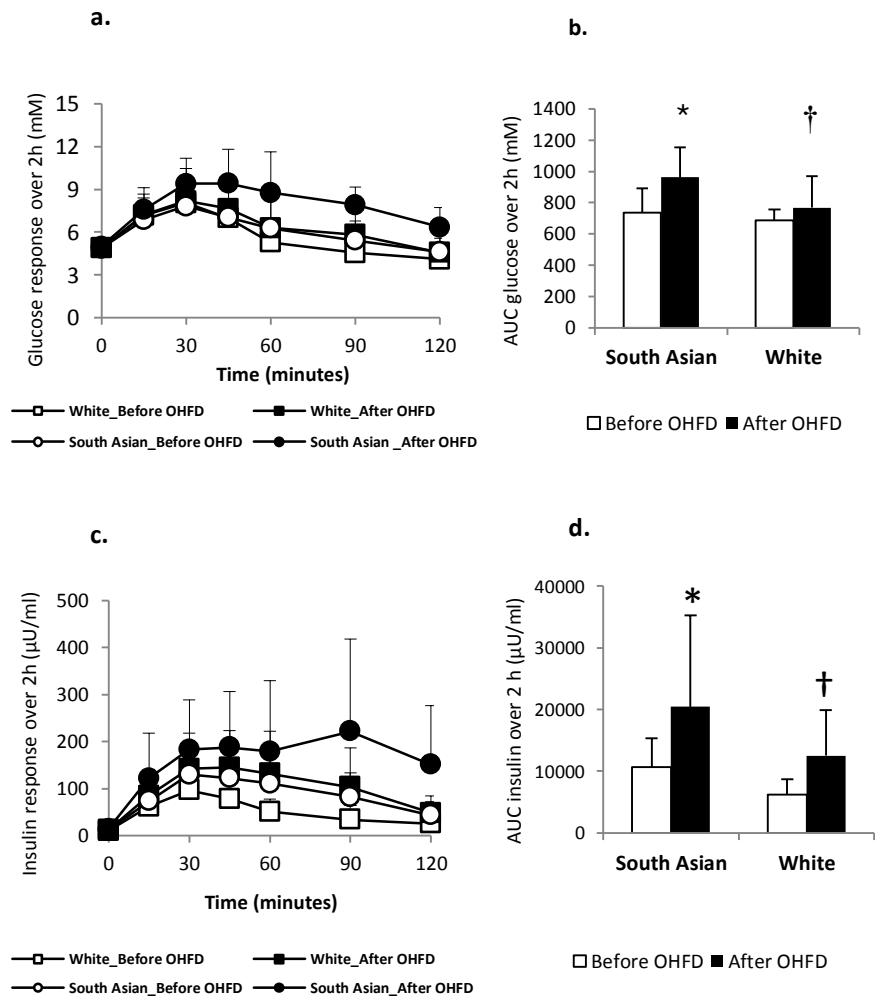 a.
Glucose response over 2h (mM)
15
12
9
6
3
0
0 30 60 90 120
Time (minutes)
White_Before OHFD White_After OHFD
South Asian_Before OHFD South Asian _After OHFD
b.
AUC glucose over 2h (mM)
1400
1200
1000
800
600
400
200
0
* †
South Asian White
Before OHFD After OHFD
c.
Insulin response over 2h (µU/ml)
500
400
300
200
100
0
0 30 60 90 120
Time (minutes)
White_Before OHFD White_After OHFD
South Asian_Before OHFD South Asian_After OHFD
d.
AUC insulin over 2 h (µU/ml)
40000
30000
20000
10000
0
* †
South Asian White
Before OHFD After OHFD